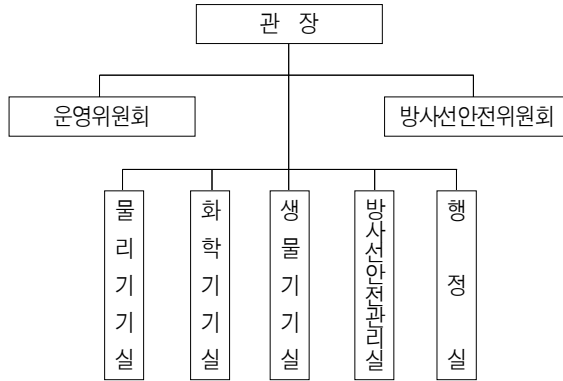 관 장
운영위원회
방사선안전위원회
물리기기실
화학기기실
생물기기실
방사선안전관리실
행정실